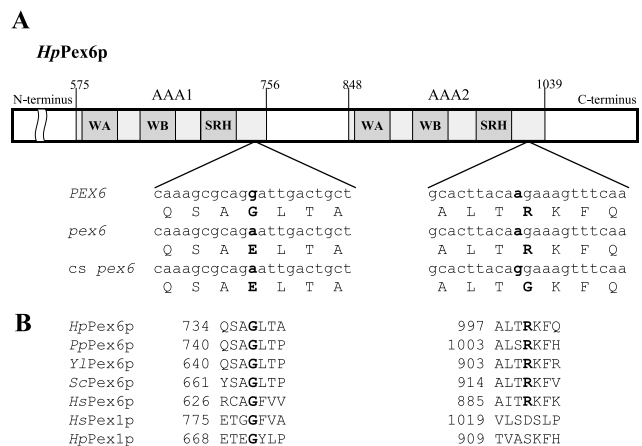 A
HpPex6p
575 756 848 1039
N-terminus AAA1 AAA2 C-terminus
WA WB SRH WA WB SRH
PEX6 caaagcgcaggattgactgct gcacttacaagaaagtttcaa
Q S A G L T A A L T R K F Q
pex6 caaagcgcagaattgactgct gcacttacaagaaagtttcaa
Q S A E L T A A L T R K F Q
cs pex6 caaagcgcagaattgactgct gcacttacaggaaagtttcaa
Q S A E L T A A L T G K F Q
B
HpPex6p 734 QSAGLTA 997 ALTRKFQ
PpPex6p 740 QSAGLTP 1003 ALSRKFH
YlPex6p 640 QSAGLTP 903 ALTRKFR
ScPex6p 661 YSAGLTP 914 ALTRKFV
HsPex6p 626 RCAGFVV 885 AITRKFK
HsPex1p 775 ETGGFVA 1019 VLSDSLP
HpPex1p 668 ETEGYLP 909 TVASKFH